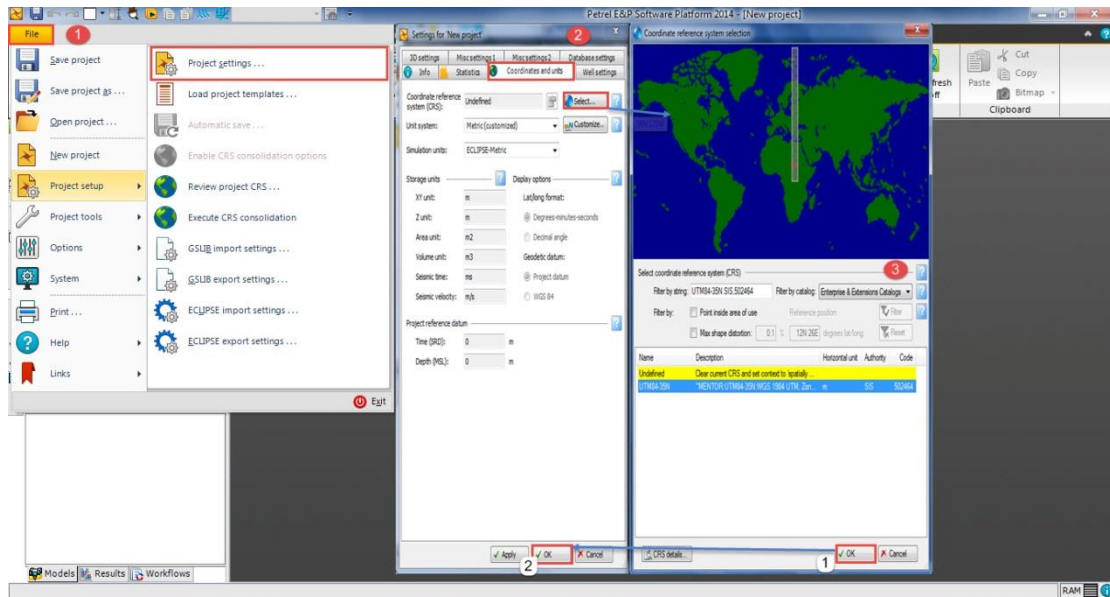 Petrel E&P Software Platform 2014 - [New project]
File
1
Save project
Save project as ...
Open project ...
New project
Project setup
Project tools
Options
System
Print ...
Help
Links
Exit
Project settings ...
Load project templates ...
Automatic save ...
Enable CRS consolidation options
Review project CRS ...
Execute CRS consolidation
GSLIB import settings ...
GSLIB export settings ...
ECLIPSE import settings ...
ECLIPSE export settings ...
Settings for 'New project'
2
3D settings Misc settings 1 Misc settings 2 Database settings
Info Statistics Coordinates and units Well settings
Coordinate reference system (CRS): Undefined Select...
Unit system: Metric (customized) Customize...
Simulation units: ECLIPSE-Metric
Storage units
XY unit: m
Z unit: m
Area unit: m2
Volume unit: m3
Seismic time: ms
Seismic velocity: m/s
Display options
Lat/long format:
Degrees-minutes-seconds
Decimal angle
Geodetic datum:
Project datum
WGS 84
Project reference datum
Time (SRD): 0 m
Depth (MSL): 0 m
Apply OK Cancel
2
Coordinate reference system selection
Select coordinate reference system (CRS)
3
Filter by string: UTM84-35N SIS,502464 Filter by catalog: Enterprise & Extensions Catalogs
Filter by: Point inside area of use Reference position: Filter
Max shape distortion: 0.1 % 12N 26E degrees lat/long Reset
Name Description Horizontal unit Authority Code
Undefined Clear current CRS and set context to 'spatially ...
UTM84-35N "MENTOR:UTM84-35N:WGS 1984 UTM, Zon... m SIS 502464
CRS details... OK Cancel
1
Paste
Cut
Copy
Bitmap
Clipboard
fresh
ff
Models Results Workflows
RAM